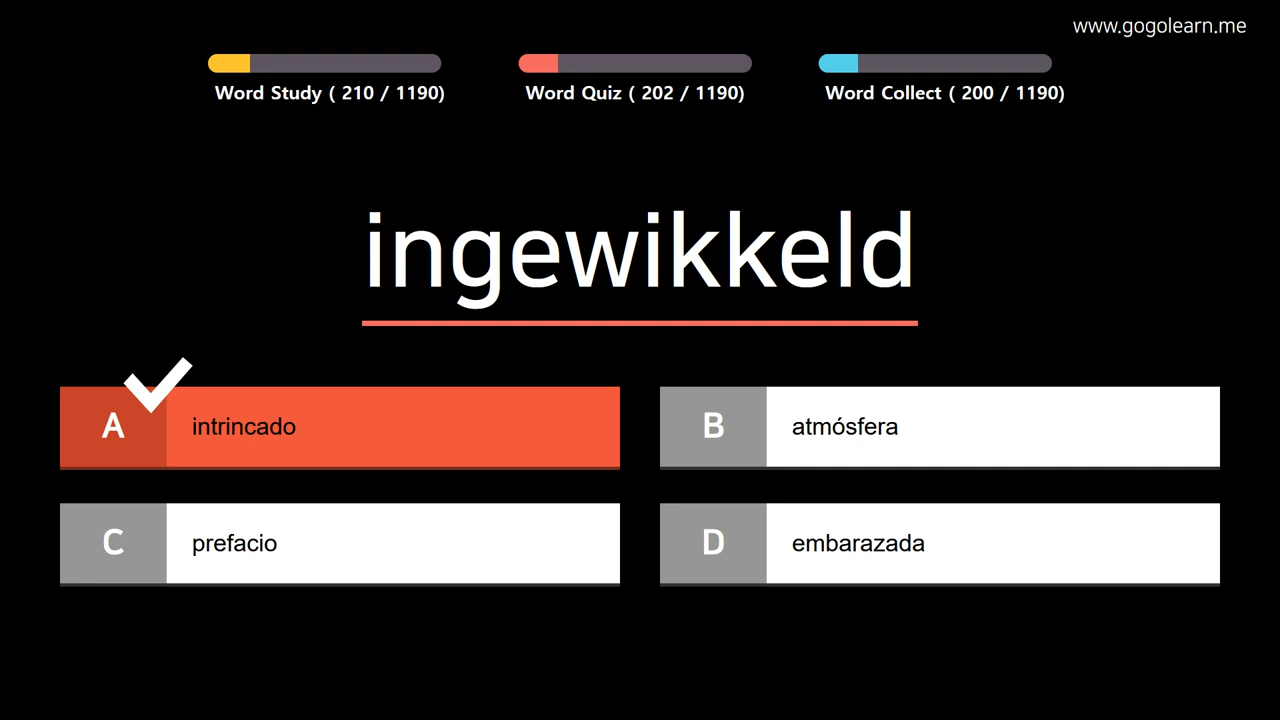 www.gogolearn.me
Word Study ( 210 / 1190)
Word Quiz ( 202 / 1190)
Word Collect ( 200 / 1190)
ingewikkeld
A intrincado
B atmósfera
C prefacio
D embarazada